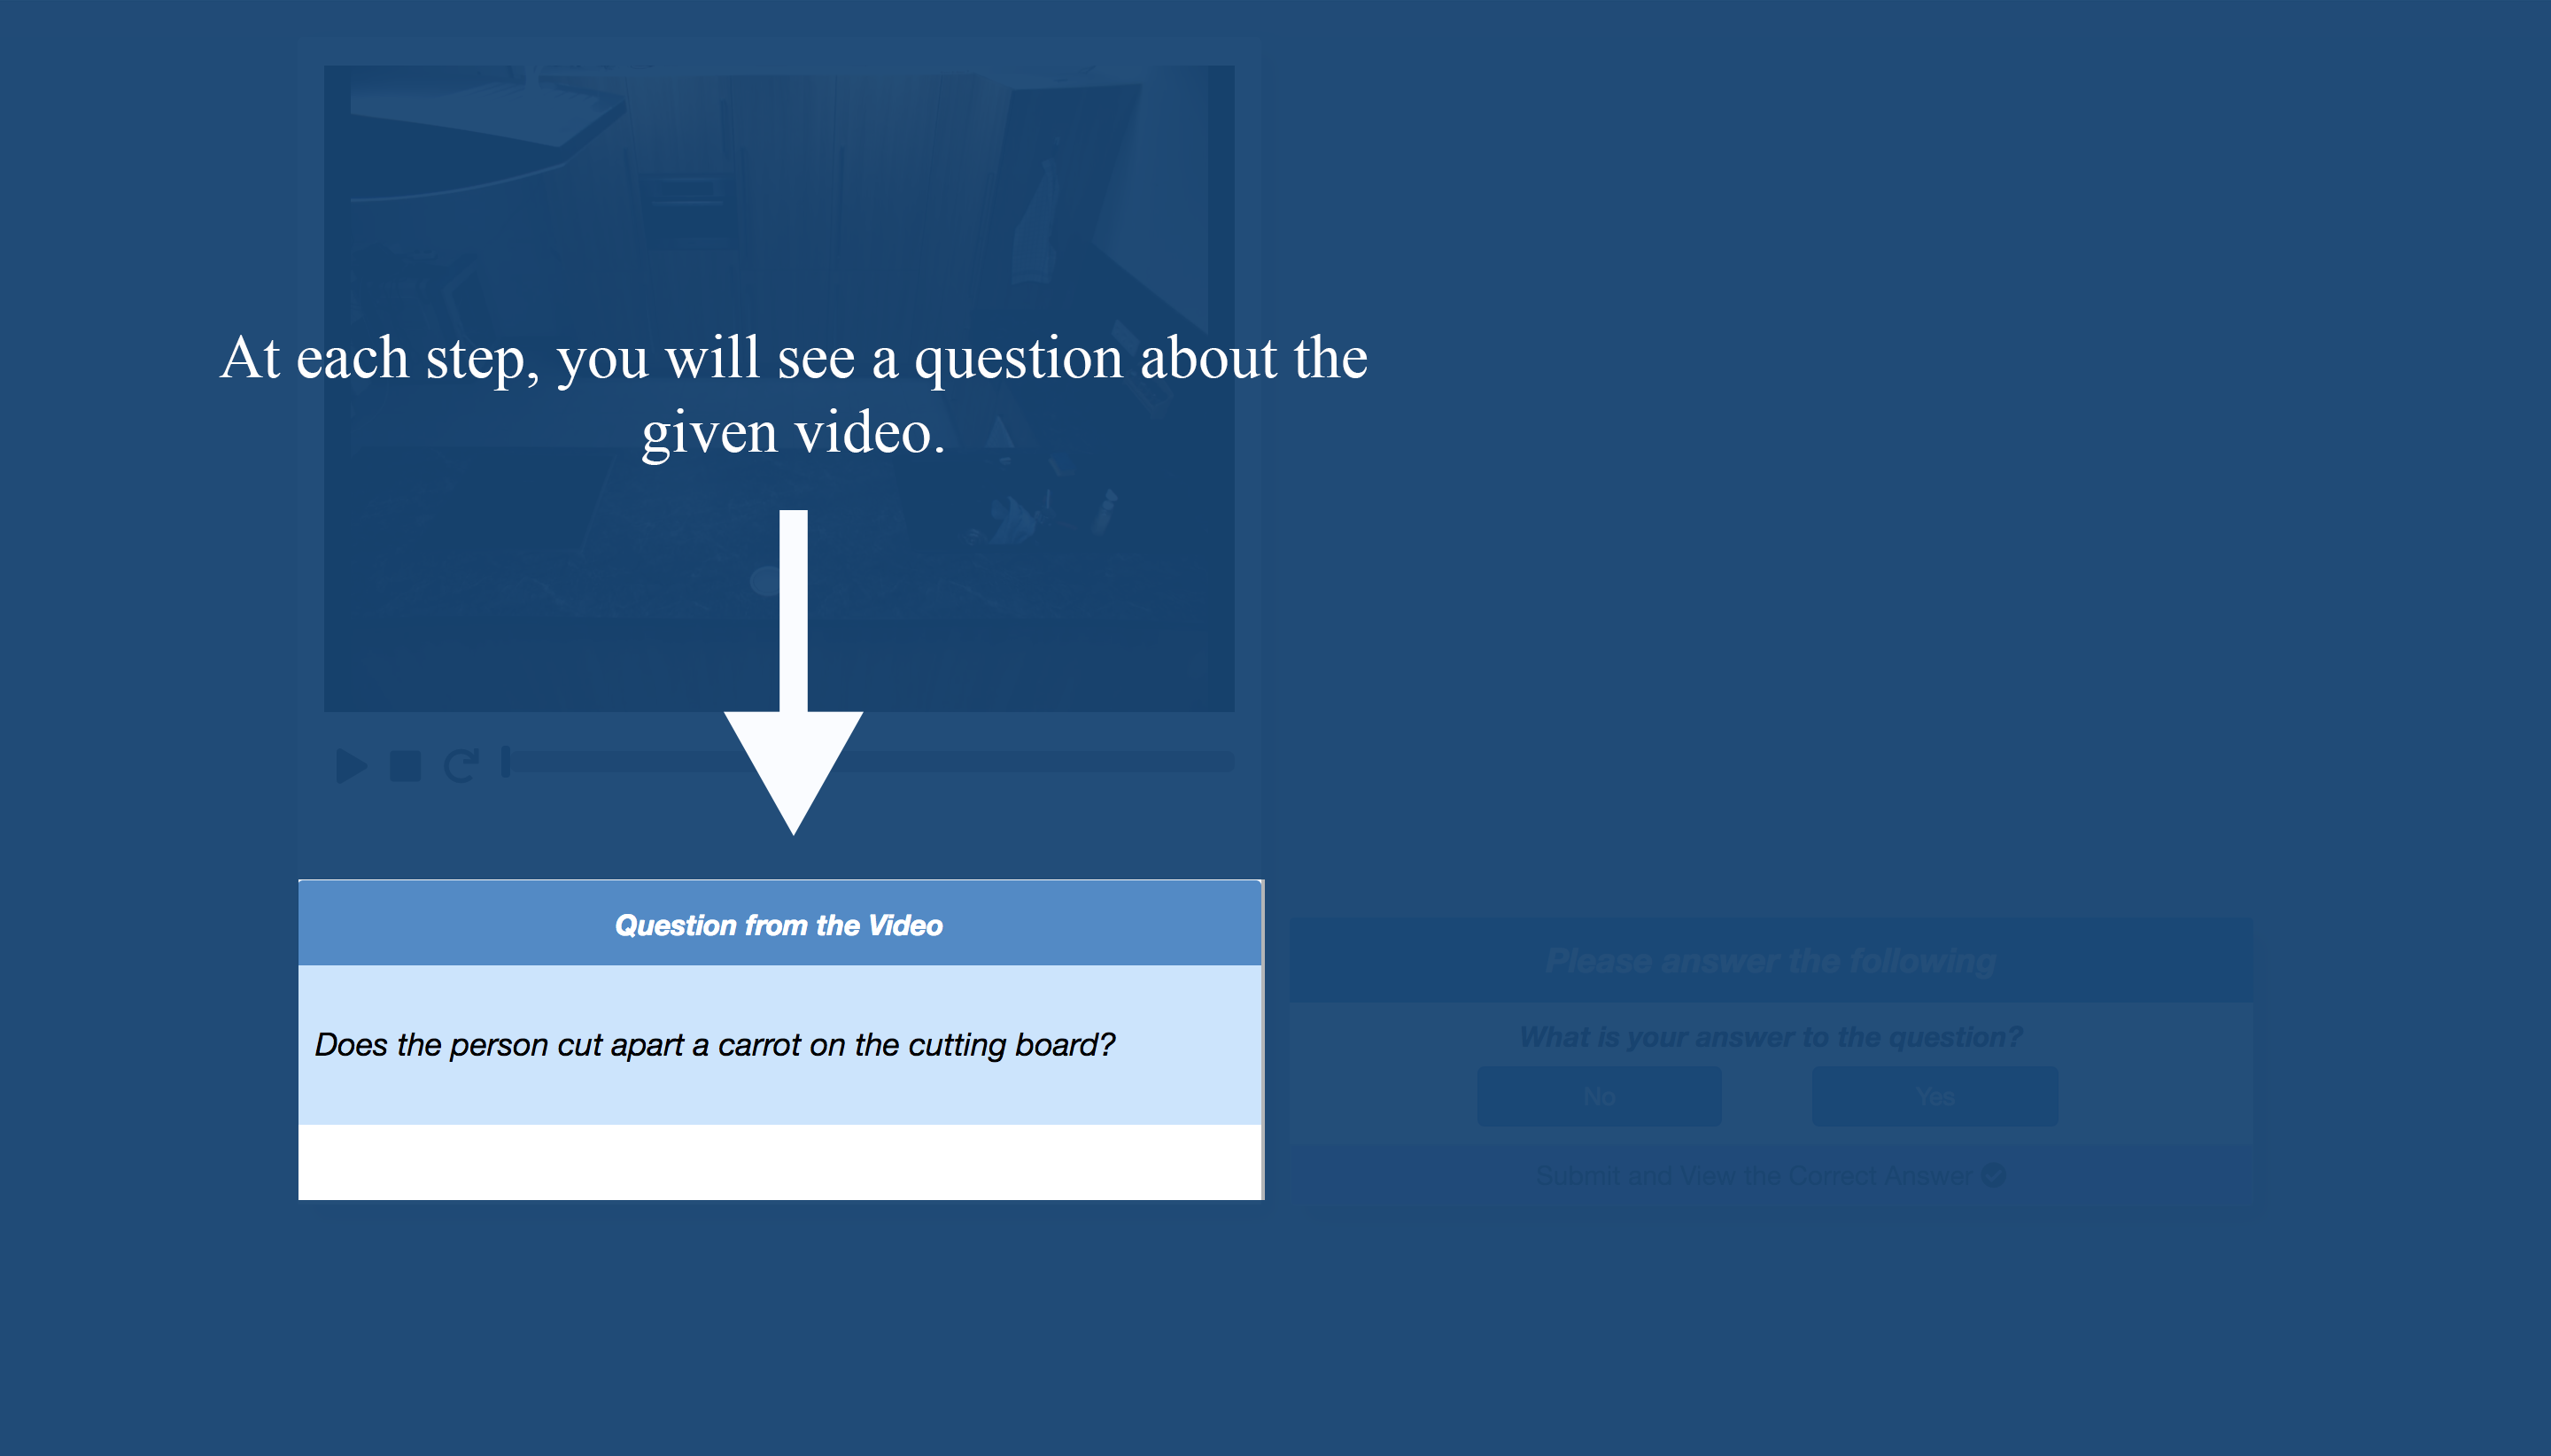 At each step, you will see a question about the
given video.
Question from the Video
Does the person cut apart a carrot on the cutting board?
Please answer the following
What is your answer to the question?
No
Yes
Submit and View the Correct Answer